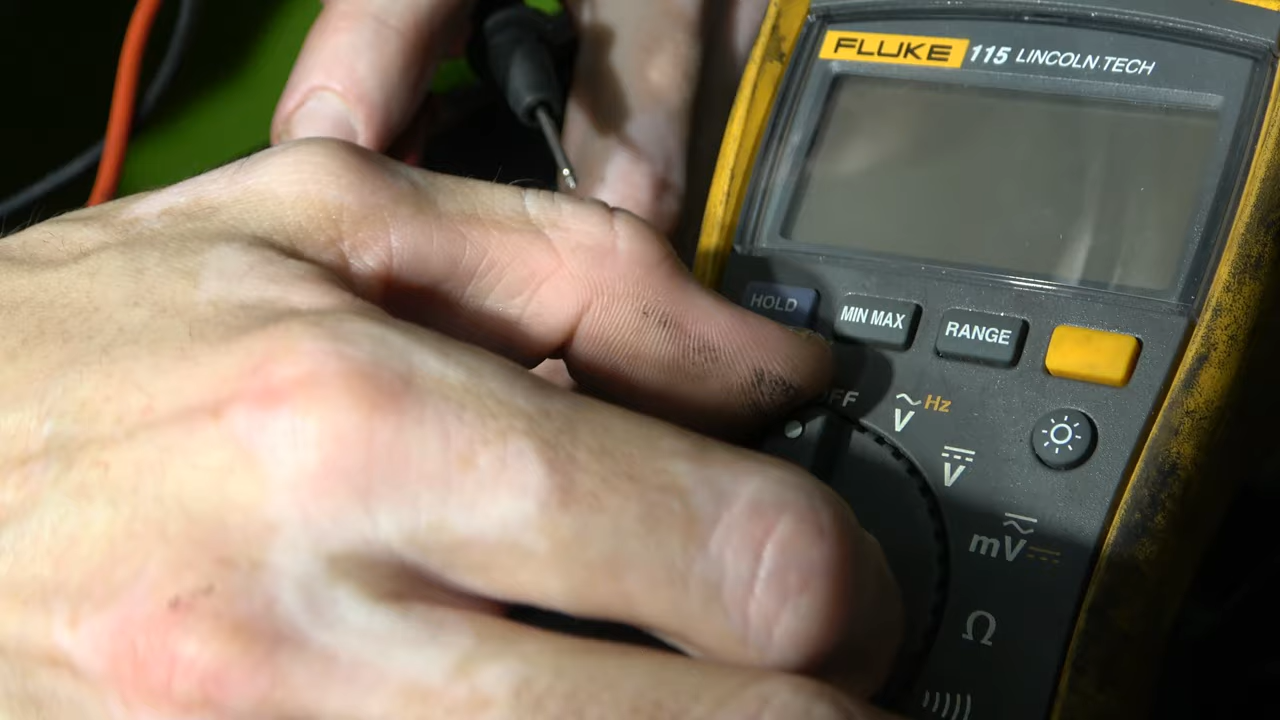 FLUKE 115 LINCOLN TECH
HOLD MIN MAX RANGE
FF V Hz
V
mV
Ω